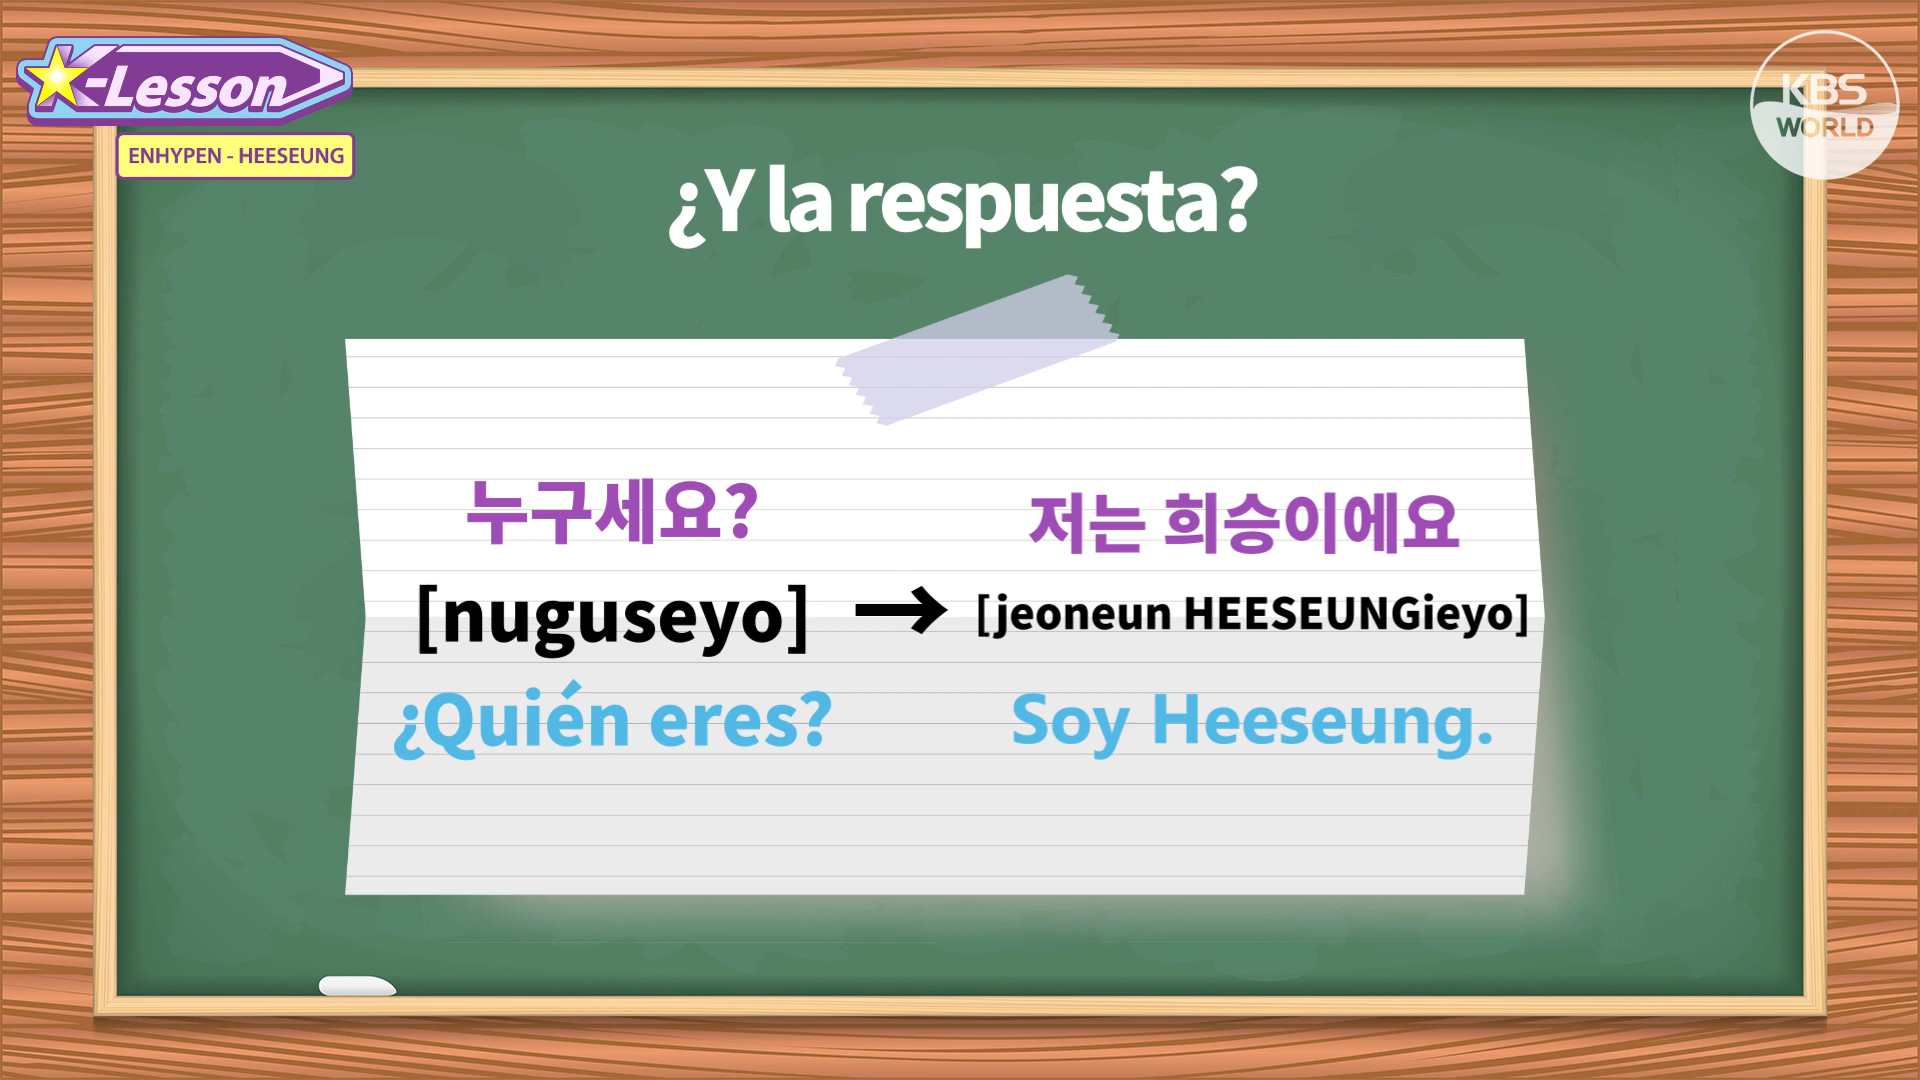 K-Lesson
ENHYPEN - HEESEUNG
KBS
WORLD
¿Y la respuesta?
누구세요?
[nuguseyo]
¿Quién eres?
→
저는 희승이에요
[jeoneun HEESEUNGieyo]
Soy Heeseung.